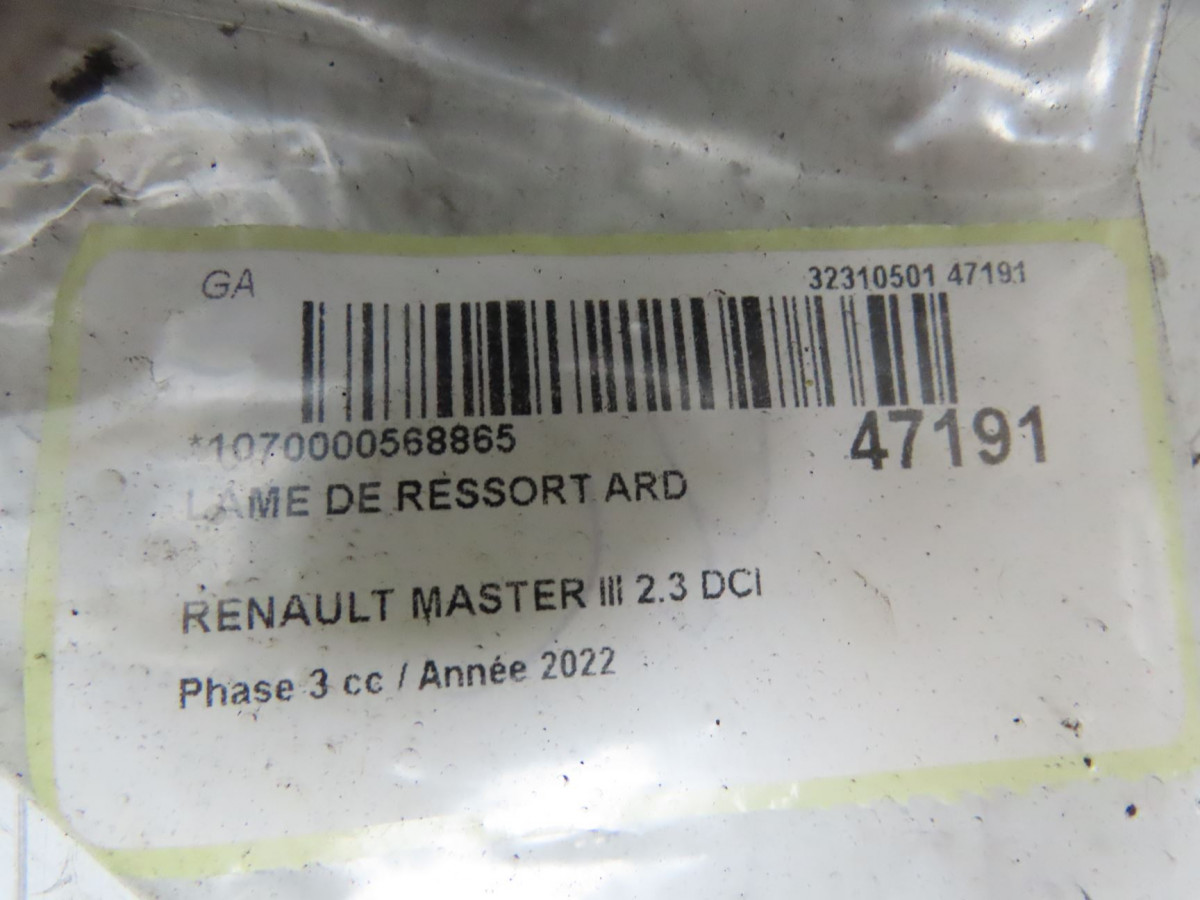 GA
32310501 47191
*1070000568865
47191
LAME DE RESSORT ARD
RENAULT MASTER III 2.3 DCI
Phase 3 cc / Année 2022